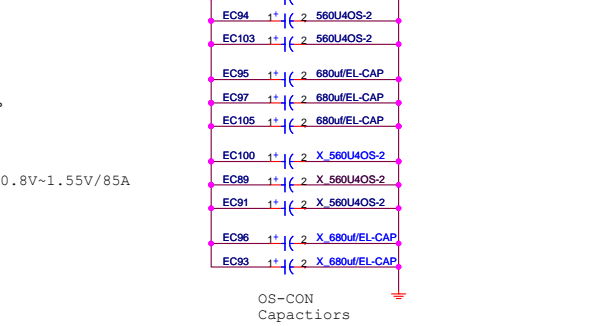 EC94 1+ 2 560U4OS-2
EC103 1+ 2 560U4OS-2
EC95 1+ 2 680uf/EL-CAP
EC97 1+ 2 680uf/EL-CAP
EC105 1+ 2 680uf/EL-CAP
EC100 1+ 2 X_560U4OS-2
0.8V~1.55V/85A
EC89 1+ 2 X_560U4OS-2
EC91 1+ 2 X_560U4OS-2
EC96 1+ 2 X_680uf/EL-CAP
EC93 1+ 2 X_680uf/EL-CAP
OS-CON
Capactiors